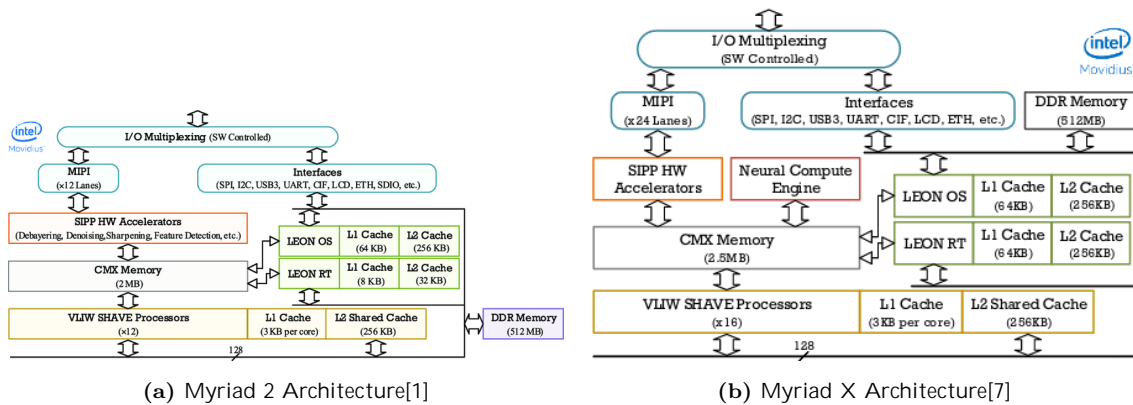 I/O Multiplexing (SW Controlled)
intel
Movidius™
MIPI
(×12 Lanes)
Interfaces
(SPI, I2C, USB3, UART, CIF, LCD, ETH, SDIO, etc.)
SIPP HW Accelerators
(Debayering, Denoising,Sharpening, Feature Detection, etc.)
LEON OS
L1 Cache
(64 KB)
L2 Cache
(256 KB)
CMX Memory
(2 MB)
LEON RT
L1 Cache
(8 KB)
L2 Cache
(32 KB)
VLIW SHAVE Processors
(×12)
L1 Cache
(3KB per core)
L2 Shared Cache
(256 KB)
DDR Memory
(512 MB)
128
(a) Myriad 2 Architecture[1]
I/O Multiplexing
(SW Controlled)
intel
Movidius
MIPI
(x24 Lanes)
Interfaces
(SPI, I2C, USB3, UART, CIF, LCD, ETH, etc.)
DDR Memory
(512MB)
SIPP HW
Accelerators
Neural Compute
Engine
LEON OS
L1 Cache
(64KB)
L2 Cache
(256KB)
CMX Memory
(2.5MB)
LEON RT
L1 Cache
(64KB)
L2 Cache
(256KB)
VLIW SHAVE Processors
(x16)
L1 Cache
(3KB per core)
L2 Shared Cache
(256KB)
128
(b) Myriad X Architecture[7]